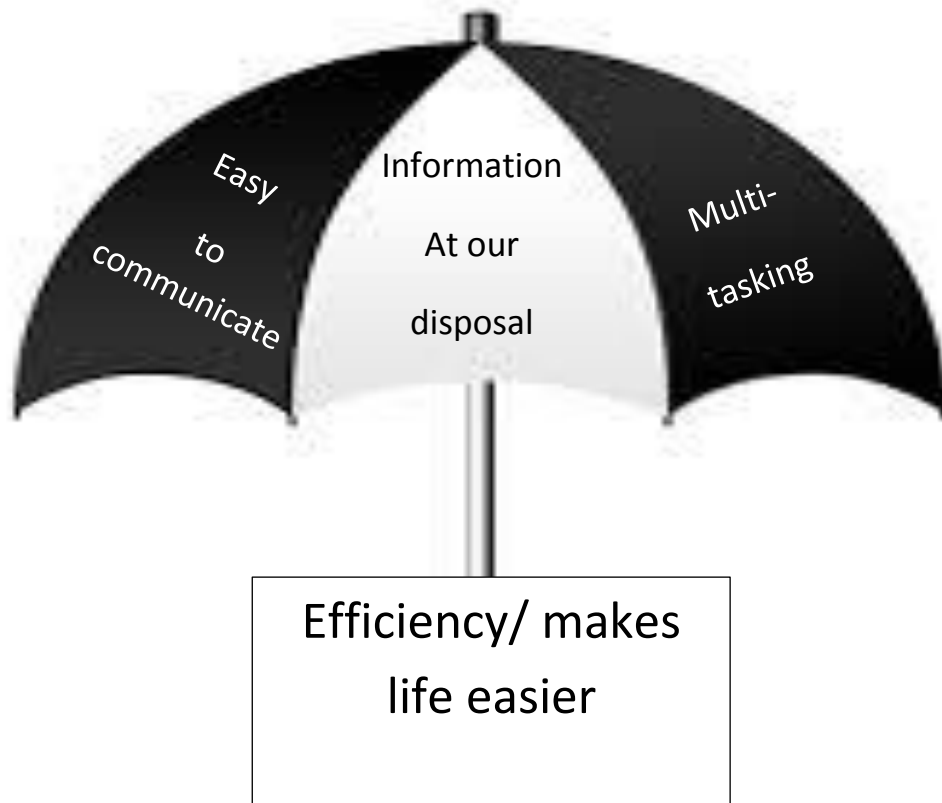 Easy
to
communicate
Information
At our
disposal
Multi-
tasking
Efficiency/ makes
life easier